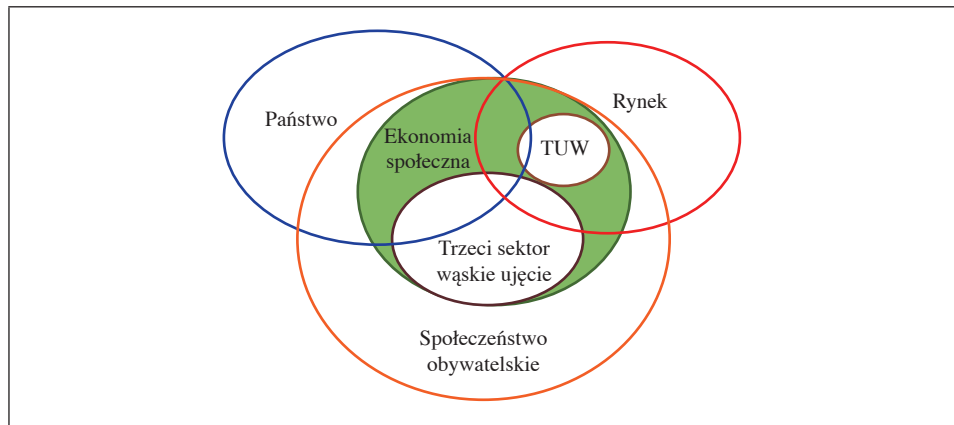 Państwo
Rynek
Ekonomia
społeczna
TUW
Trzeci sektor
wąskie ujęcie
Społeczeństwo
obywatelskie